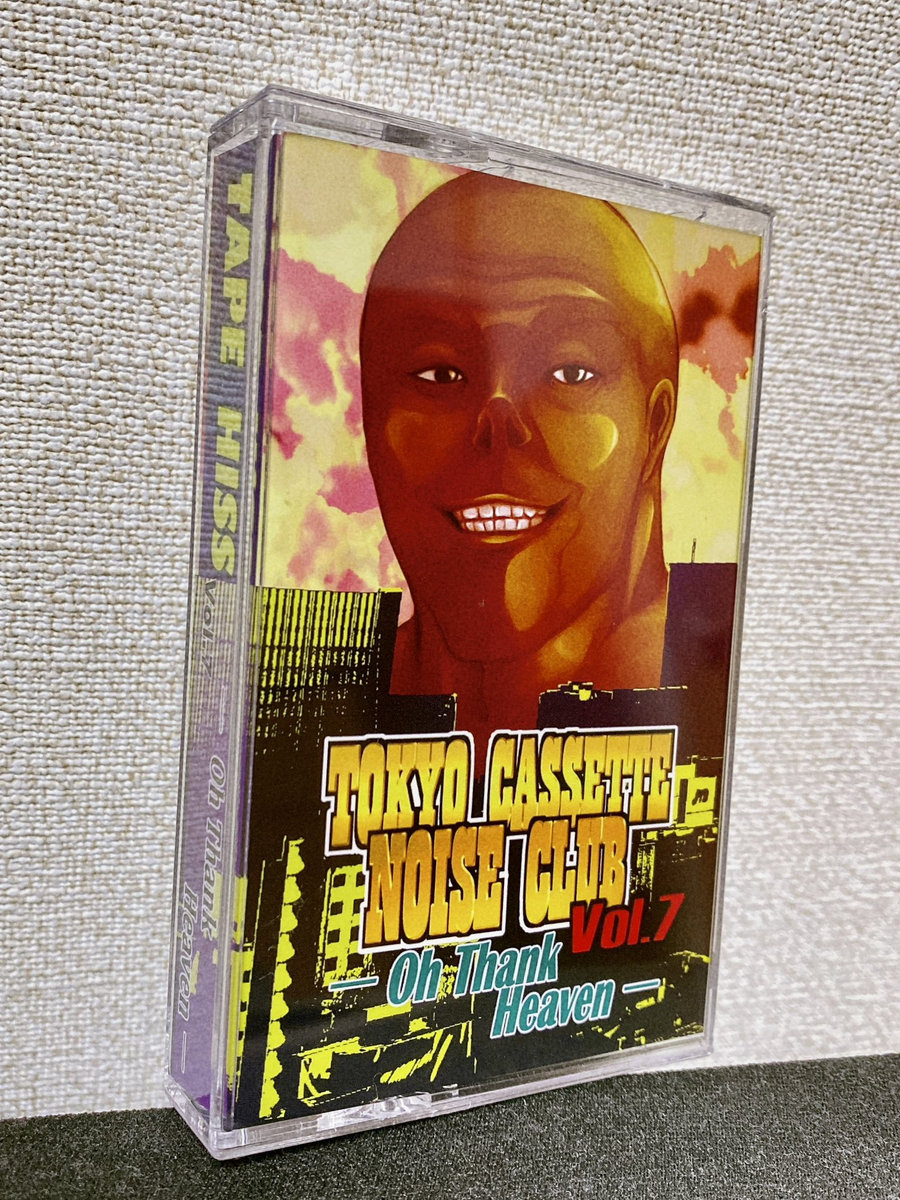 TAPE HISS Vol.7 — Oh Thank Heaven —
TOKYO CASSETTE
NOISE CLUB
Vol.7
— Oh Thank
Heaven —